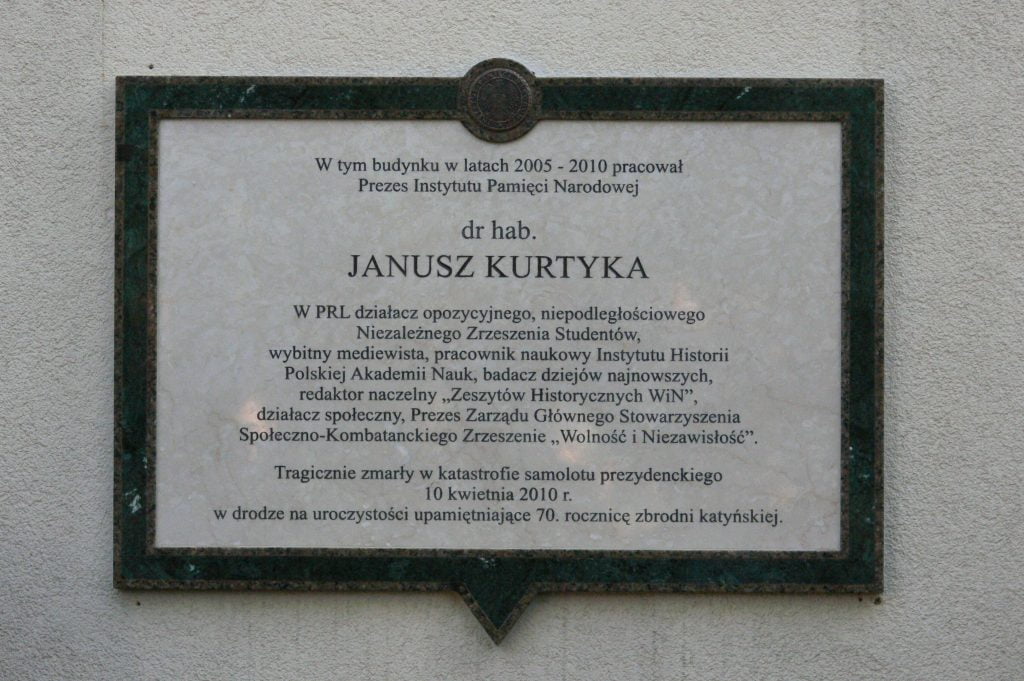 W tym budynku w latach 2005 - 2010 pracował
Prezes Instytutu Pamięci Narodowej
dr hab.
JANUSZ KURTYKA
W PRL działacz opozycyjnego, niepodległościowego
Niezależnego Zrzeszenia Studentów,
wybitny mediewista, pracownik naukowy Instytutu Historii
Polskiej Akademii Nauk, badacz dziejów najnowszych,
redaktor naczelny „Zeszytów Historycznych WiN”,
działacz społeczny, Prezes Zarządu Głównego Stowarzyszenia
Społeczno-Kombatanckiego Zrzeszenie „Wolność i Niezawisłość”.
Tragicznie zmarły w katastrofie samolotu prezydenckiego
10 kwietnia 2010 r.
w drodze na uroczystości upamiętniające 70. rocznicę zbrodni katyńskiej.